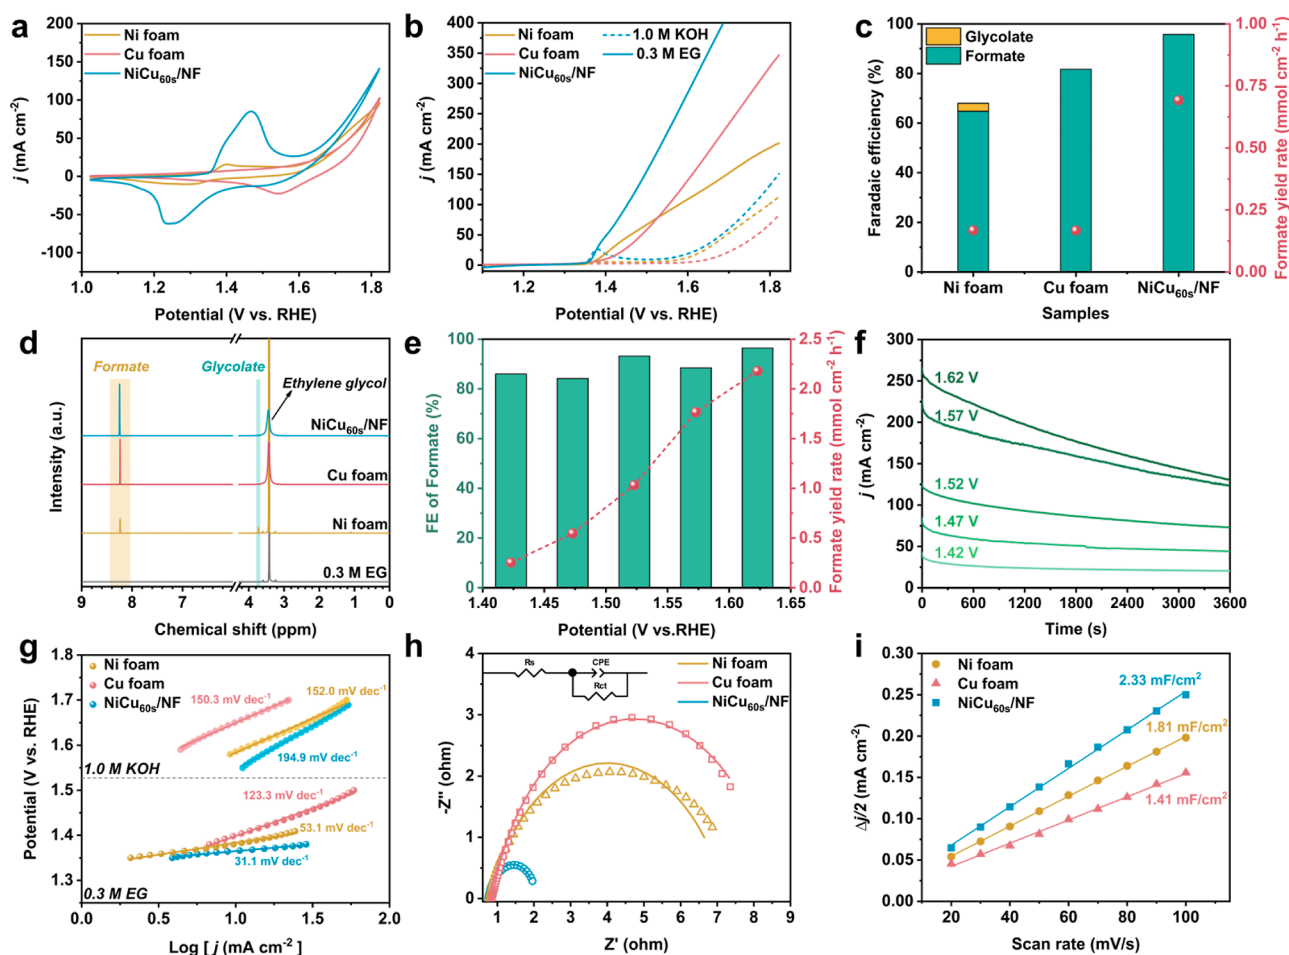 a
Ni foam
Cu foam
NiCu60s/NF
200
150
100
50
0
-50
-100
1.0 1.2 1.4 1.6 1.8
j (mA cm-2)
Potential (V vs. RHE)
b
Ni foam
Cu foam
NiCu60s/NF
1.0 M KOH
0.3 M EG
400
350
300
250
200
150
100
50
0
1.2 1.4 1.6 1.8
j (mA cm-2)
Potential (V vs. RHE)
c
Glycolate
Formate
100
80
60
40
20
0
Faradaic efficiency (%)
1.00
0.75
0.50
0.25
0.00
Formate yield rate (mmol cm-2 h-1)
Ni foam Cu foam NiCu60s/NF
Samples
d
Formate
Glycolate
Ethylene glycol
NiCu60s/NF
Cu foam
Ni foam
0.3 M EG
Intensity (a.u.)
9 8 7 6 4 3 2 1 0
Chemical shift (ppm)
e
100
80
60
40
20
0
FE of Formate (%)
2.5
2.0
1.5
1.0
0.5
0.0
Formate yield rate (mmol cm-2 h-1)
1.40 1.45 1.50 1.55 1.60 1.65
Potential (V vs.RHE)
f
300
250
200
150
100
50
0
j (mA cm-2)
1.62 V
1.57 V
1.52 V
1.47 V
1.42 V
0 600 1200 1800 2400 3000 3600
Time (s)
g
Ni foam
Cu foam
NiCu60s/NF
1.8
1.7
1.6
1.5
1.4
1.3
Potential (V vs. RHE)
150.3 mV dec-1
152.0 mV dec-1
194.9 mV dec-1
1.0 M KOH
123.3 mV dec-1
53.1 mV dec-1
31.1 mV dec-1
0.3 M EG
0.0 0.5 1.0 1.5 2.0
Log [ j (mA cm-2 ]
h
Rs
CPE
Rct
Ni foam
Cu foam
NiCu60s/NF
-4
-3
-2
-1
0
-Z'' (ohm)
1 2 3 4 5 6 7 8 9
Z' (ohm)
i
Ni foam
Cu foam
NiCu60s/NF
2.33 mF/cm2
1.81 mF/cm2
1.41 mF/cm2
0.30
0.25
0.20
0.15
0.10
0.05
0.00
Δj/2 (mA cm-2)
20 40 60 80 100
Scan rate (mV/s)